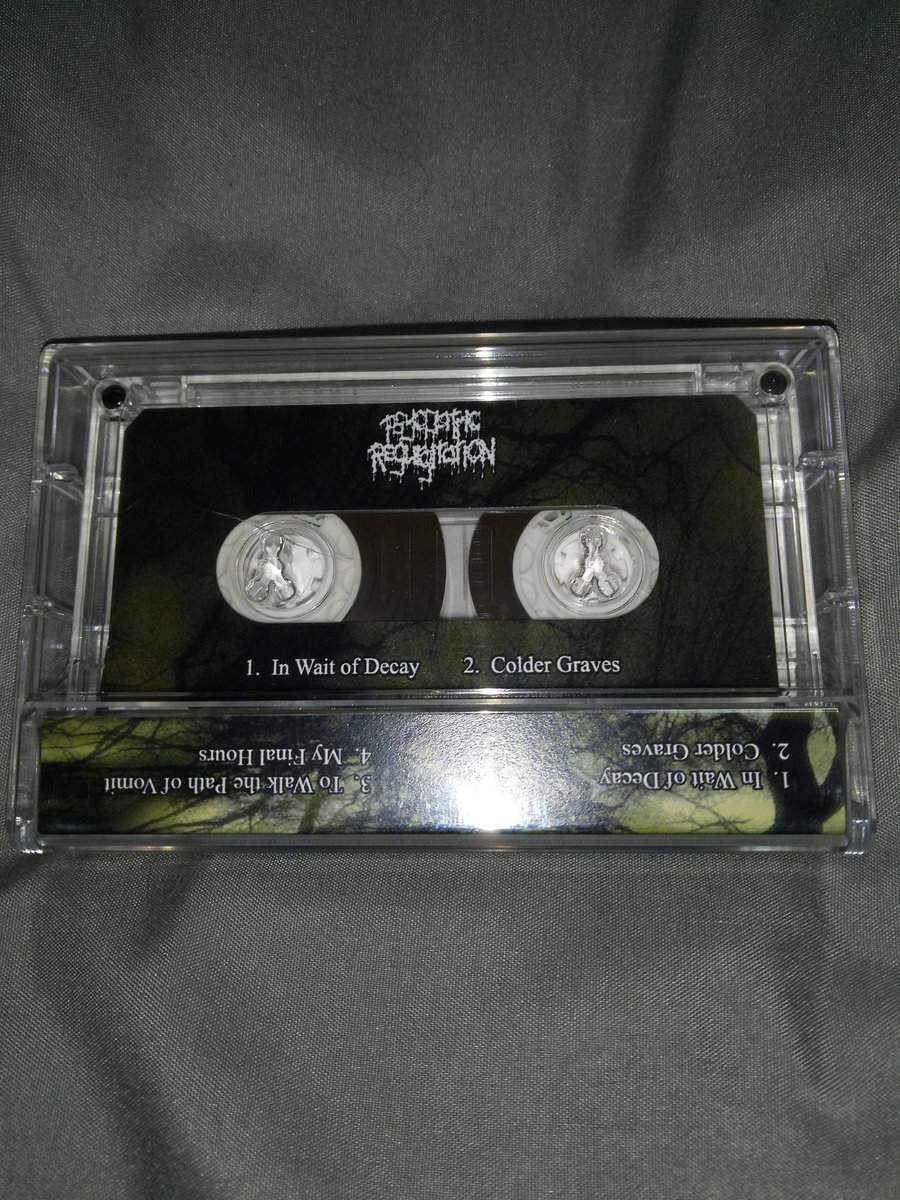 PSYCHIATRIC
REGURGITATION
1. In Wait of Decay 2. Colder Graves
1. In Wait of Decay
2. Colder Graves
3. To Walk the Path of Vomit
4. My Final Hours